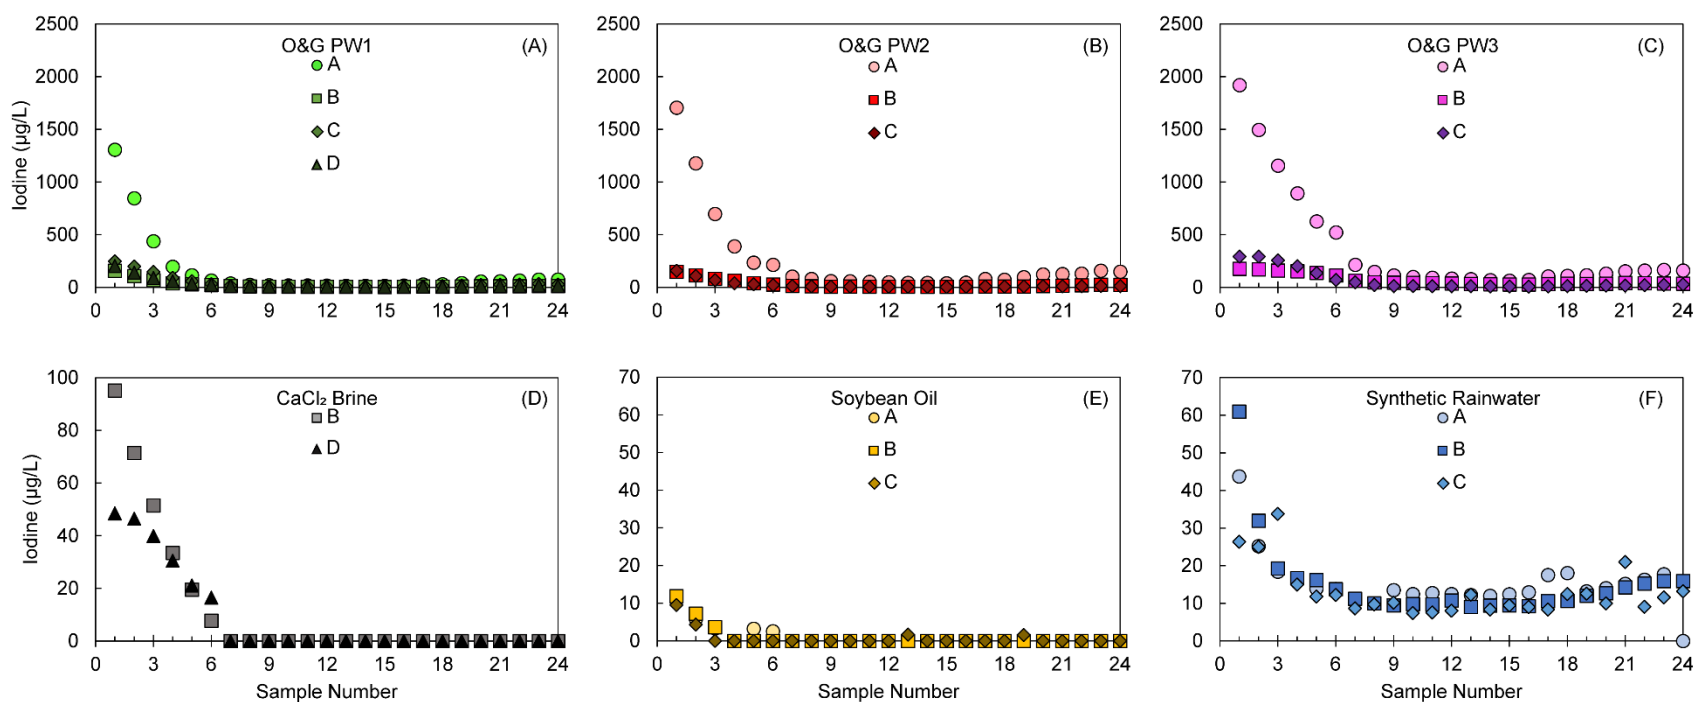 O&G PW1
(A)
A
B
C
D
2500
2000
1500
1000
500
0
Iodine (µg/L)
0 3 6 9 12 15 18 21 24
O&G PW2
(B)
A
B
C
2500
2000
1500
1000
500
0
0 3 6 9 12 15 18 21 24
O&G PW3
(C)
A
B
C
2500
2000
1500
1000
500
0
0 3 6 9 12 15 18 21 24
CaCl₂ Brine
(D)
B
D
100
80
60
40
20
0
Iodine (µg/L)
0 3 6 9 12 15 18 21 24
Sample Number
Soybean Oil
(E)
A
B
C
70
60
50
40
30
20
10
0
0 3 6 9 12 15 18 21 24
Sample Number
Synthetic Rainwater
(F)
A
B
C
70
60
50
40
30
20
10
0
0 3 6 9 12 15 18 21 24
Sample Number